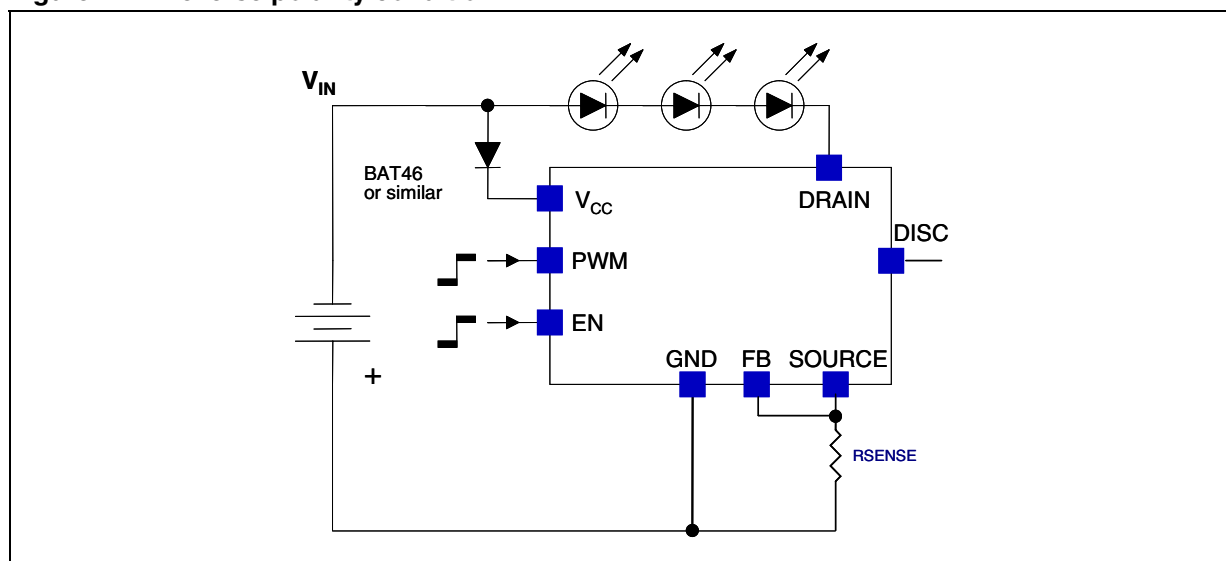 V_IN
BAT46
or similar
V_CC
DRAIN
DISC
PWM
EN
GND FB SOURCE
+
RSENSE